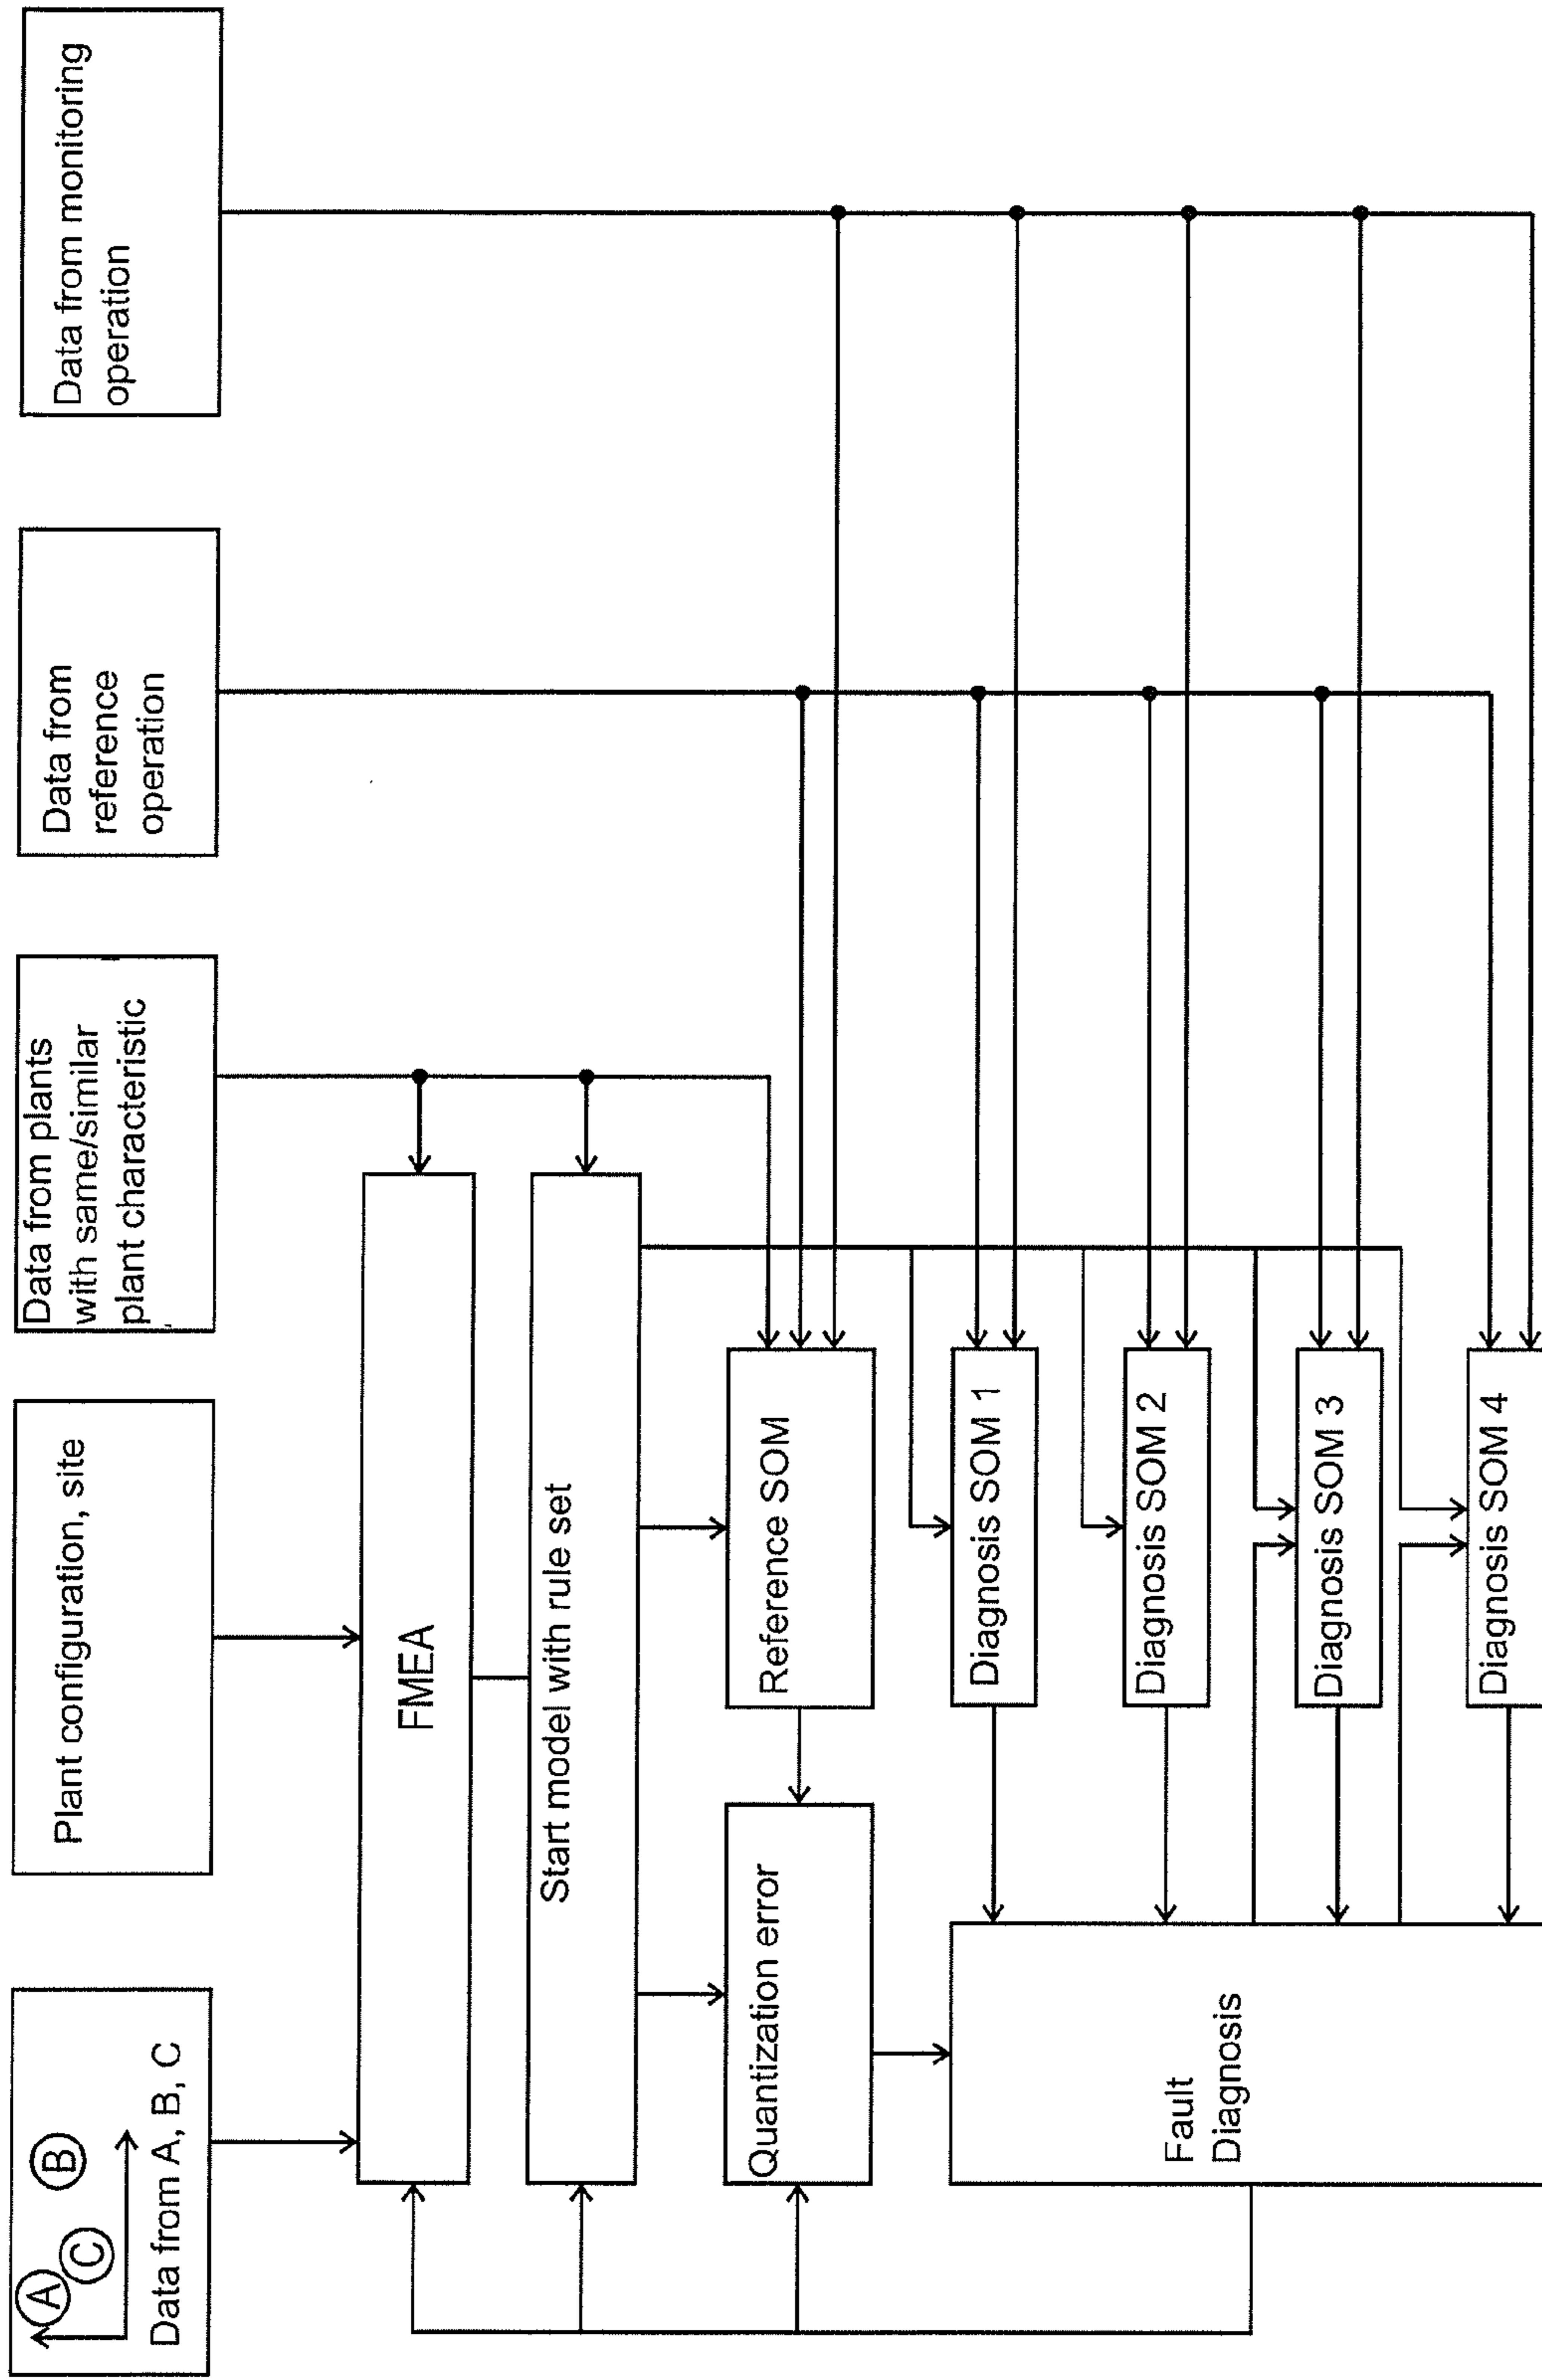 A
B
C
Data from A, B, C
Plant configuration, site
Data from plants
with same/similar
plant characteristic
Data from
reference
operation
Data from monitoring
operation
FMEA
Start model with rule set
Quantization error
Reference SOM
Fault
Diagnosis
Diagnosis SOM 1
Diagnosis SOM 2
Diagnosis SOM 3
Diagnosis SOM 4